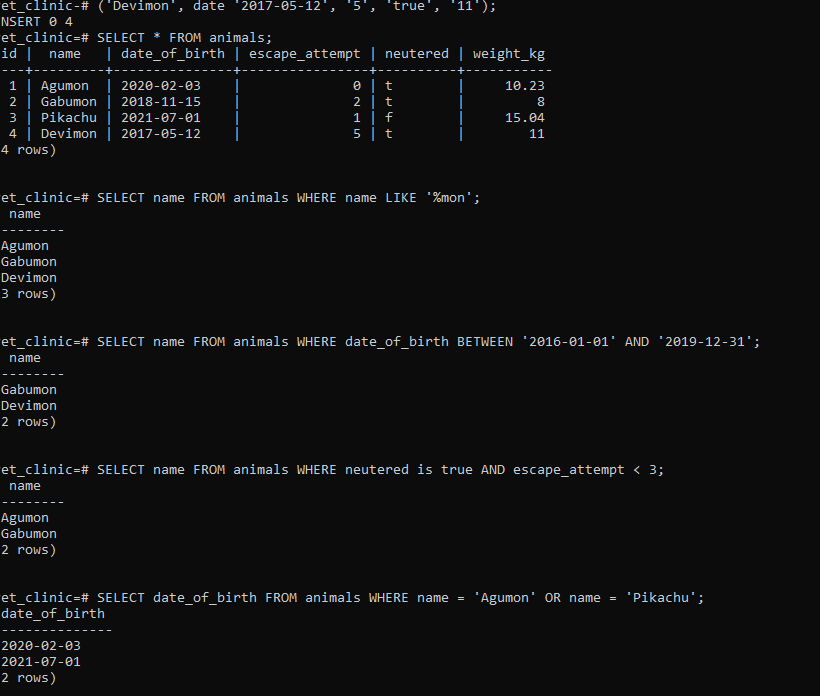 et_clinic-# ('Devimon', date '2017-05-12', '5', 'true', '11');
NSERT 0 4
et_clinic=# SELECT * FROM animals;
id |  name   | date_of_birth | escape_attempt | neutered | weight_kg
---+---------+---------------+----------------+----------+-----------
 1 | Agumon  | 2020-02-03    |              0 | t        |     10.23
 2 | Gabumon | 2018-11-15    |              2 | t        |         8
 3 | Pikachu | 2021-07-01    |              1 | f        |     15.04
 4 | Devimon | 2017-05-12    |              5 | t        |        11
4 rows)
et_clinic=# SELECT name FROM animals WHERE name LIKE '%mon';
 name
--------
Agumon
Gabumon
Devimon
3 rows)
et_clinic=# SELECT name FROM animals WHERE date_of_birth BETWEEN '2016-01-01' AND '2019-12-31';
 name
--------
Gabumon
Devimon
2 rows)
et_clinic=# SELECT name FROM animals WHERE neutered is true AND escape_attempt < 3;
 name
--------
Agumon
Gabumon
2 rows)
et_clinic=# SELECT date_of_birth FROM animals WHERE name = 'Agumon' OR name = 'Pikachu';
date_of_birth
--------------
2020-02-03
2021-07-01
2 rows)